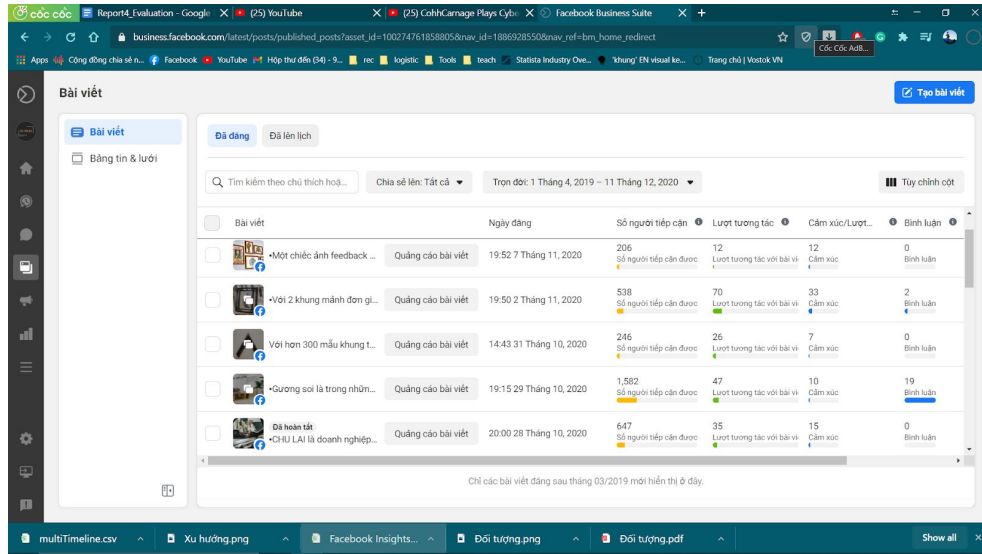 cốc cốc
Report4_Evaluation - Google
(25) YouTube
(25) CohhCarnage Plays Cybe
Facebook Business Suite
business.facebook.com/latest/posts/published_posts?asset_id=100274761858805&nav_id=1886928550&nav_ref=bm_home_redirect
Cốc Cốc AdB...
Apps
Cộng đồng chia sẻ n...
Facebook
YouTube
Hộp thư đến (34) - 9...
rec
logistic
Tools
teach
Statista Industry Ove...
'khung' EN visual ke...
Trang chủ | Vostok VN
Bài viết
Tạo bài viết
Bài viết
Bảng tin & lưới
Đã đăng
Đã lên lịch
Tìm kiếm theo chú thích hoặ...
Chia sẻ lên: Tất cả
Trọn đời: 1 Tháng 4, 2019 – 11 Tháng 12, 2020
Tùy chỉnh cột
Bài viết
Ngày đăng
Số người tiếp cận
Lượt tương tác
Cảm xúc/Lượt...
Bình luận
•Một chiếc ảnh feedback ...
Quảng cáo bài viết
19:52 7 Tháng 11, 2020
206
Số người tiếp cận được
12
Lượt tương tác với bài vi
12
Cảm xúc
0
Bình luận
•Với 2 khung mảnh đơn gi...
Quảng cáo bài viết
19:50 2 Tháng 11, 2020
538
Số người tiếp cận được
70
Lượt tương tác với bài vi
33
Cảm xúc
2
Bình luận
Với hơn 300 mẫu khung t...
Quảng cáo bài viết
14:43 31 Tháng 10, 2020
246
Số người tiếp cận được
26
Lượt tương tác với bài vi
7
Cảm xúc
0
Bình luận
•Gương soi là trong nhữn...
Quảng cáo bài viết
19:15 29 Tháng 10, 2020
1,582
Số người tiếp cận được
47
Lượt tương tác với bài vi
10
Cảm xúc
19
Bình luận
Đã hoàn tất
•CHU LAI là doanh nghiệp...
Quảng cáo bài viết
20:00 28 Tháng 10, 2020
647
Số người tiếp cận được
35
Lượt tương tác với bài vi
15
Cảm xúc
0
Bình luận
Chỉ các bài viết đăng sau tháng 03/2019 mới hiển thị ở đây.
multiTimeline.csv
Xu hướng.png
Facebook Insights...
Đối tượng.png
Đối tượng.pdf
Show all